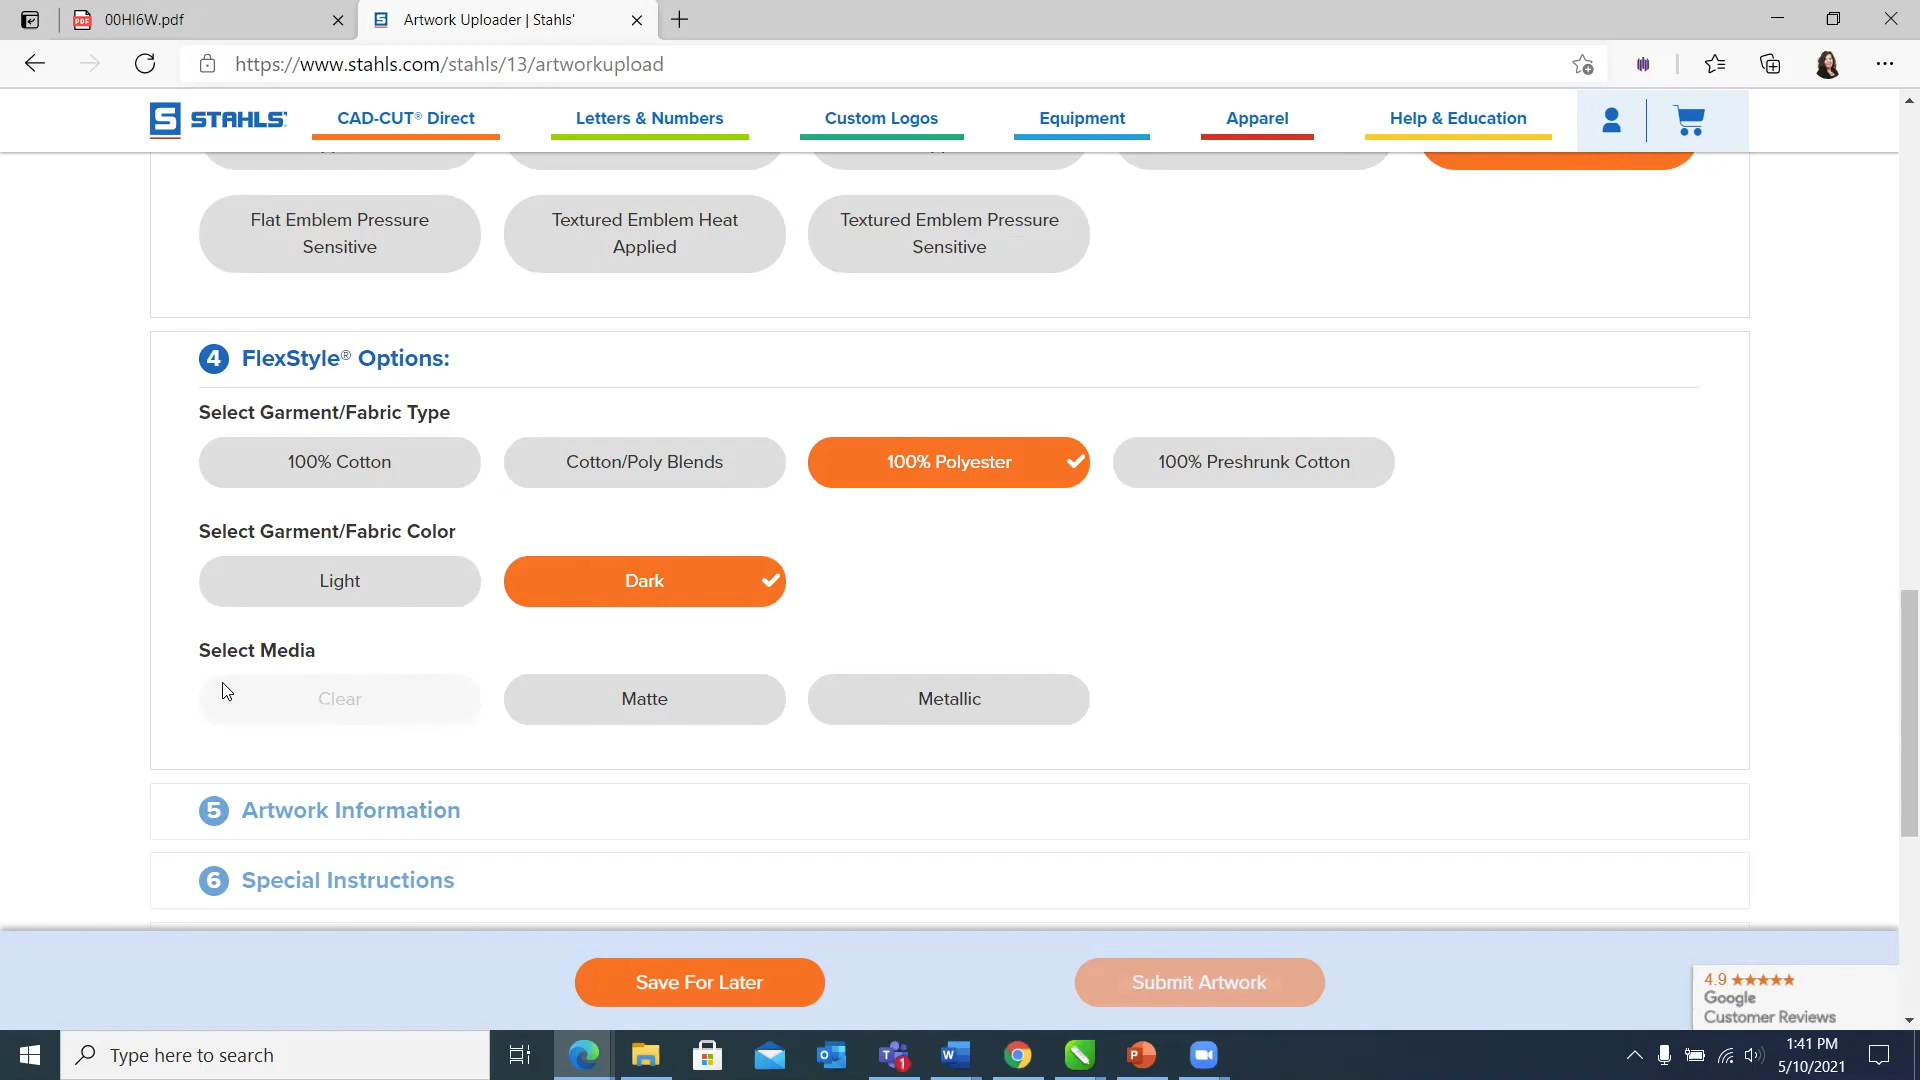 00HI6W.pdf
Artwork Uploader | Stahls'
https://www.stahls.com/stahls/13/artworkupload
S STAHLS'
CAD-CUT® Direct
Letters & Numbers
Custom Logos
Equipment
Apparel
Help & Education
Flat Emblem Pressure
Sensitive
Textured Emblem Heat
Applied
Textured Emblem Pressure
Sensitive
4 FlexStyle® Options:
Select Garment/Fabric Type
100% Cotton
Cotton/Poly Blends
100% Polyester
100% Preshrunk Cotton
Select Garment/Fabric Color
Light
Dark
Select Media
Clear
Matte
Metallic
5 Artwork Information
6 Special Instructions
Save For Later
Submit Artwork
4.9 ★★★★★
Google
Customer Reviews
Type here to search
1:41 PM
5/10/2021